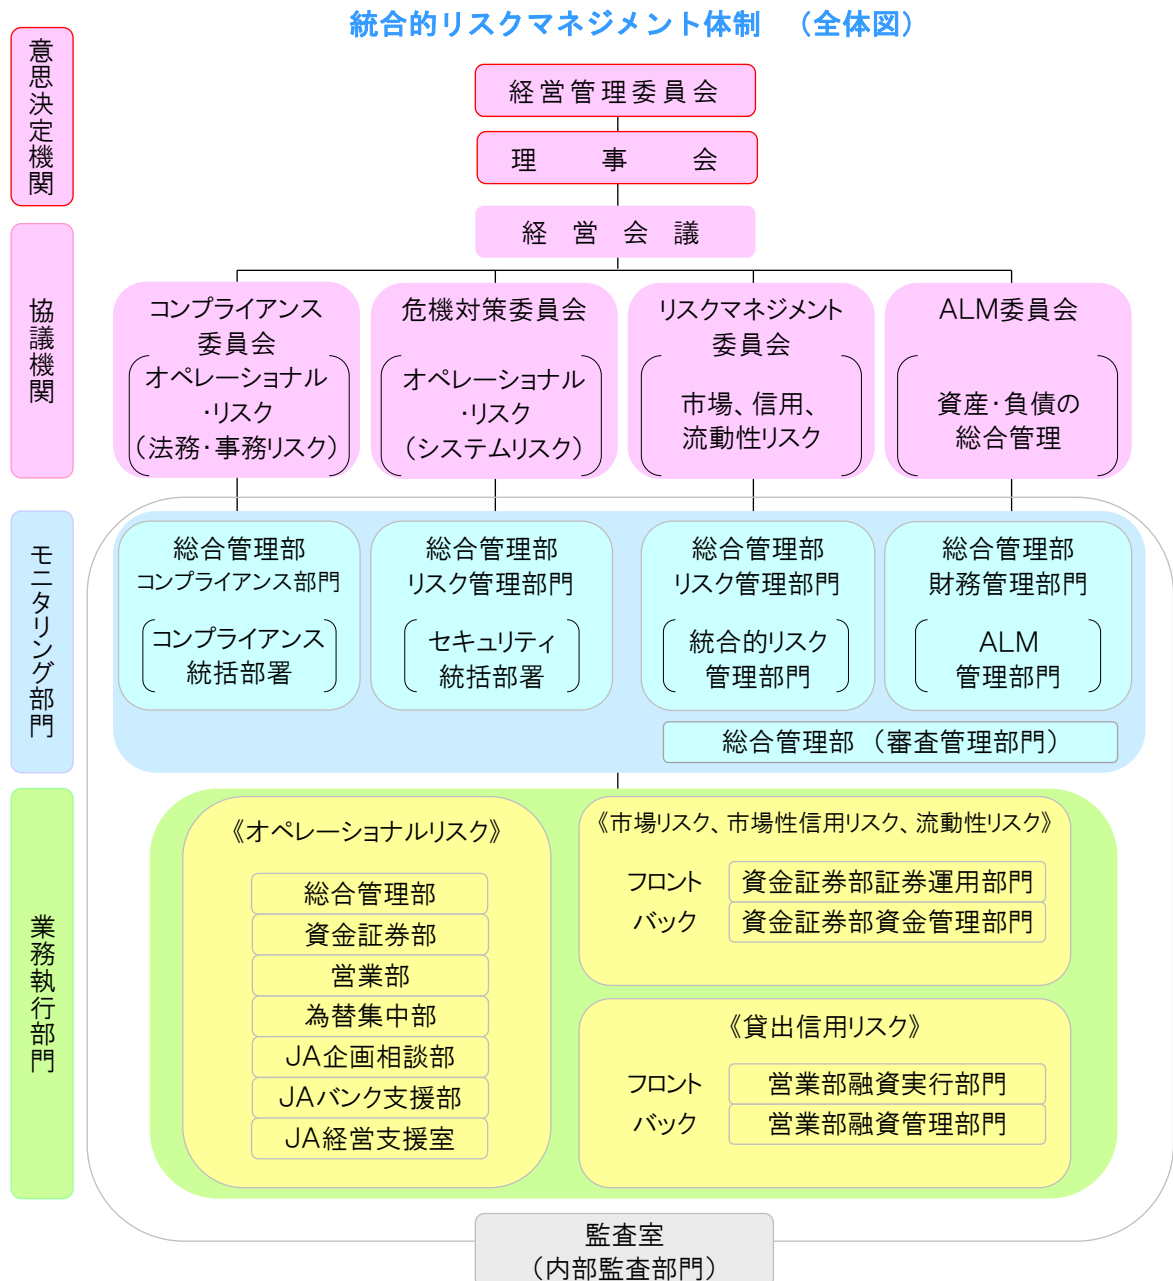 統合的リスクマネジメント体制　（全体図）
意思決定機関
経営管理委員会
理　事　会
協議機関
経　営　会　議
コンプライアンス
委員会
オペレーショナル
・リスク
（法務・事務リスク）
危機対策委員会
オペレーショナル
・リスク
（システムリスク）
リスクマネジメント
委員会
市場、信用、
流動性リスク
ALM委員会
資産・負債の
総合管理
モニタリング部門
総合管理部
コンプライアンス部門
コンプライアンス
統括部署
総合管理部
リスク管理部門
セキュリティ
統括部署
総合管理部
リスク管理部門
統合的リスク
管理部門
総合管理部
財務管理部門
ALM
管理部門
総合管理部　（審査管理部門）
業務執行部門
《オペレーショナルリスク》
総合管理部
資金証券部
営業部
為替集中部
JA企画相談部
JAバンク支援部
JA経営支援室
《市場リスク、市場性信用リスク、流動性リスク》
フロント　資金証券部証券運用部門
バック　資金証券部資金管理部門
《貸出信用リスク》
フロント　営業部融資実行部門
バック　営業部融資管理部門
監査室
（内部監査部門）